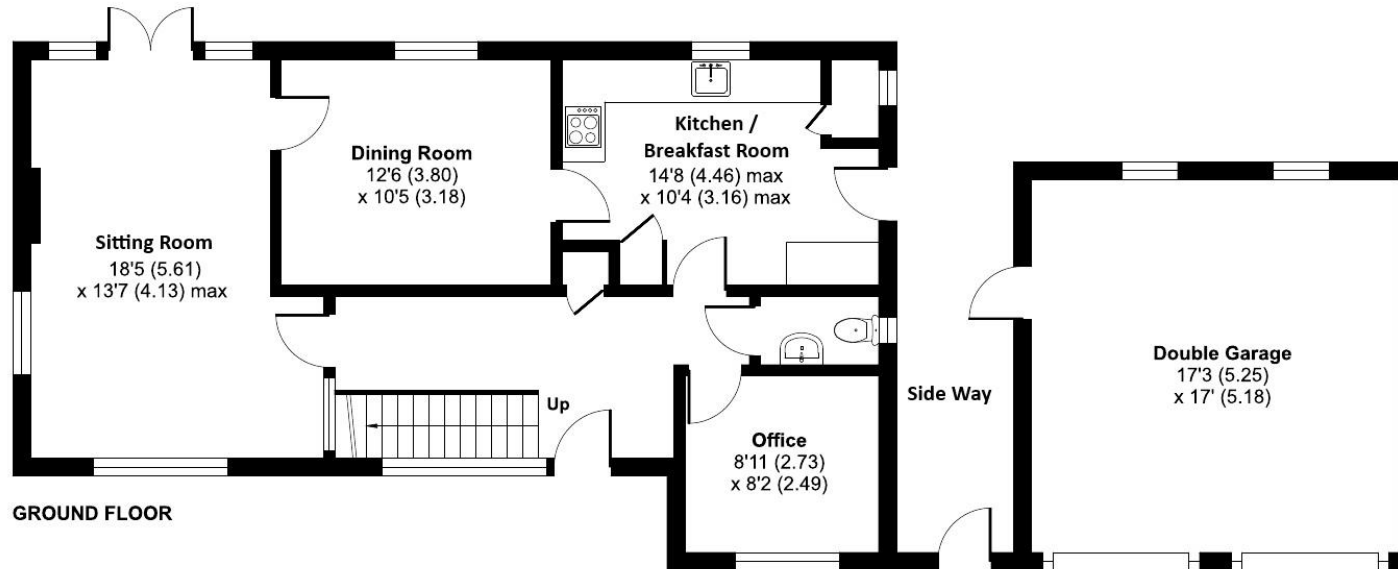 Dining Room
12'6 (3.80)
x 10'5 (3.18)
Kitchen /
Breakfast Room
14'8 (4.46) max
x 10'4 (3.16) max
Sitting Room
18'5 (5.61)
x 13'7 (4.13) max
Double Garage
17'3 (5.25)
x 17' (5.18)
Side Way
Up
Office
8'11 (2.73)
x 8'2 (2.49)
GROUND FLOOR